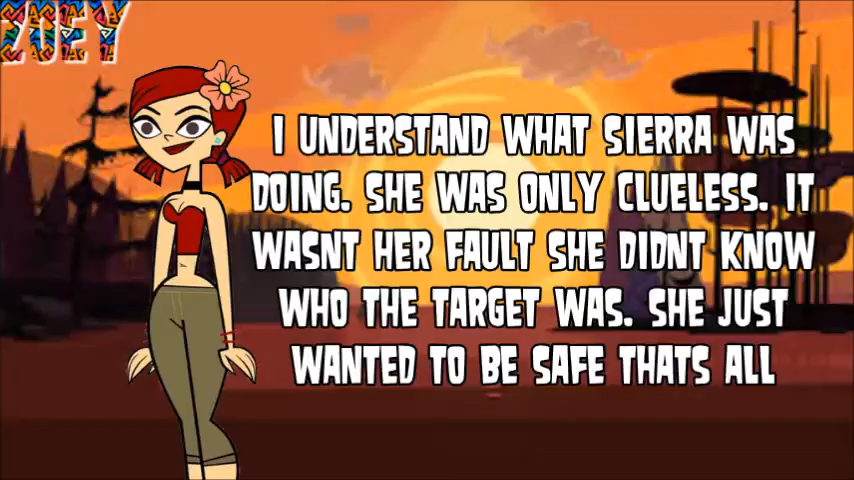 ZOEY
I UNDERSTAND WHAT SIERRA WAS
DOING. SHE WAS ONLY CLUELESS. IT
WASNT HER FAULT SHE DIDNT KNOW
WHO THE TARGET WAS. SHE JUST
WANTED TO BE SAFE THATS ALL